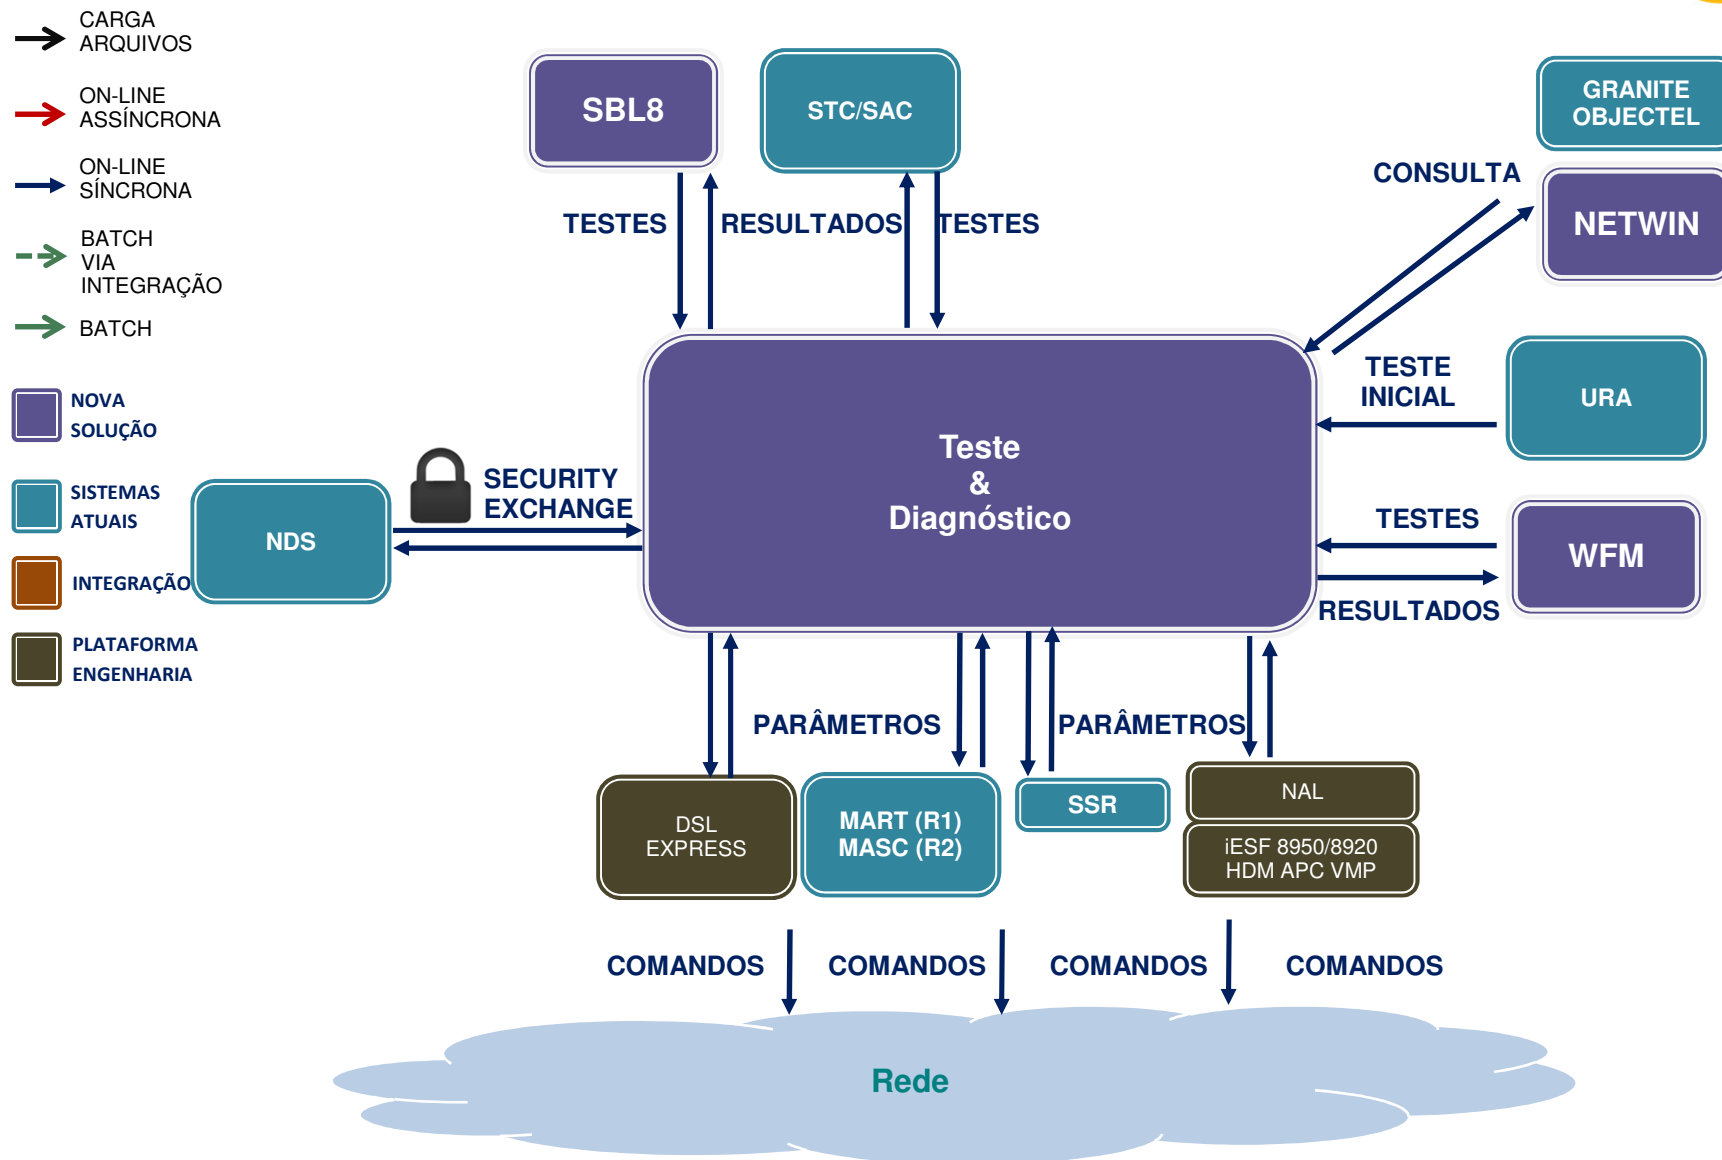 CARGA
ARQUIVOS
ON-LINE
ASSÍNCRONA
ON-LINE
SÍNCRONA
BATCH
VIA
INTEGRAÇÃO
BATCH
NOVA
SOLUÇÃO
SISTEMAS
ATUAIS
INTEGRAÇÃO
PLATAFORMA
ENGENHARIA
SBL8
STC/SAC
GRANITE
OBJECTEL
CONSULTA
NETWIN
TESTES
RESULTADOS
TESTES
TESTE
INICIAL
URA
Teste
&
Diagnóstico
SECURITY
EXCHANGE
NDS
TESTES
WFM
RESULTADOS
PARÂMETROS
PARÂMETROS
DSL
EXPRESS
MART (R1)
MASC (R2)
SSR
NAL
iESF 8950/8920
HDM APC VMP
COMANDOS
COMANDOS
COMANDOS
COMANDOS
Rede